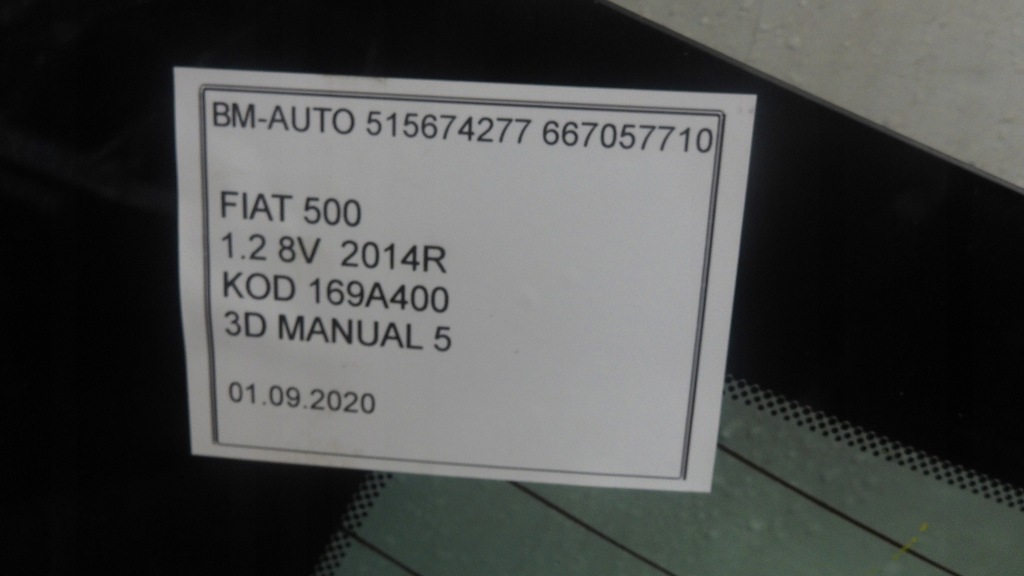 BM-AUTO 515674277 667057710
FIAT 500
1.2 8V 2014R
KOD 169A400
3D MANUAL 5
01.09.2020